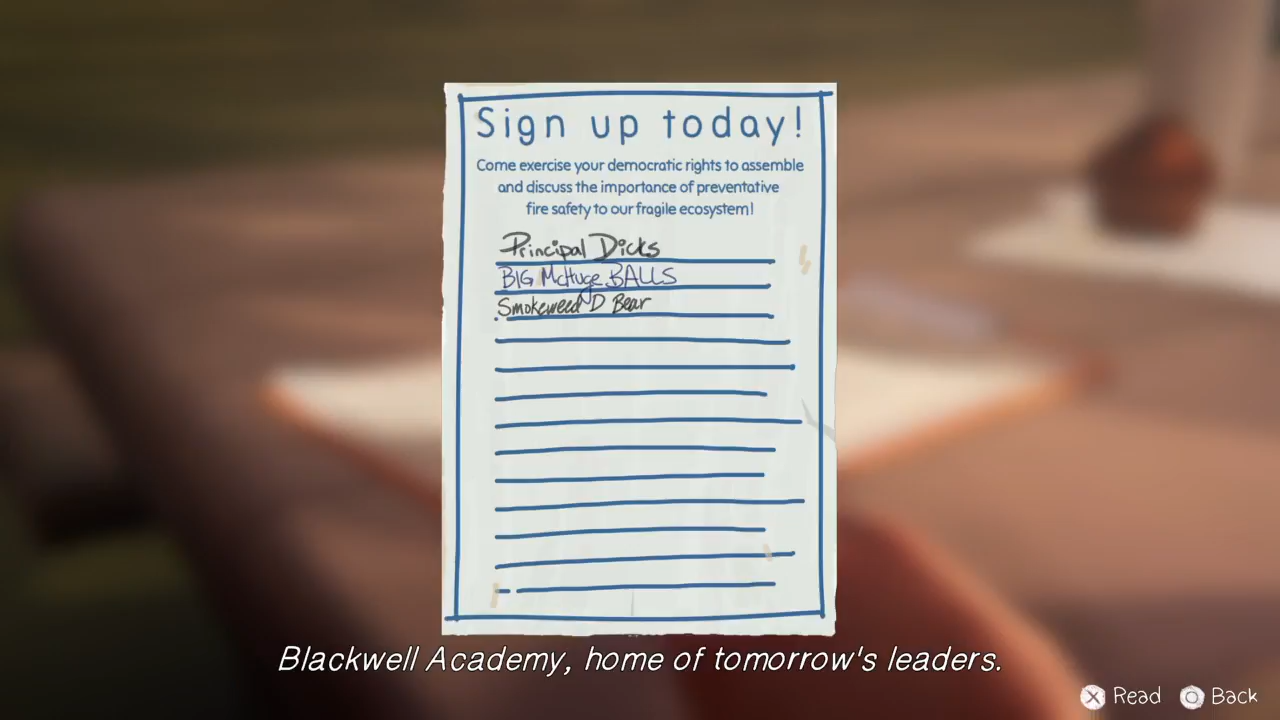 Sign up today!
Come exercise your democratic rights to assemble
and discuss the importance of preventative
fire safety to our fragile ecosystem!
Principal Dicks
BIG McHuge BALLS
Smokeweed D Bear
Blackwell Academy, home of tomorrow's leaders.
Read Back